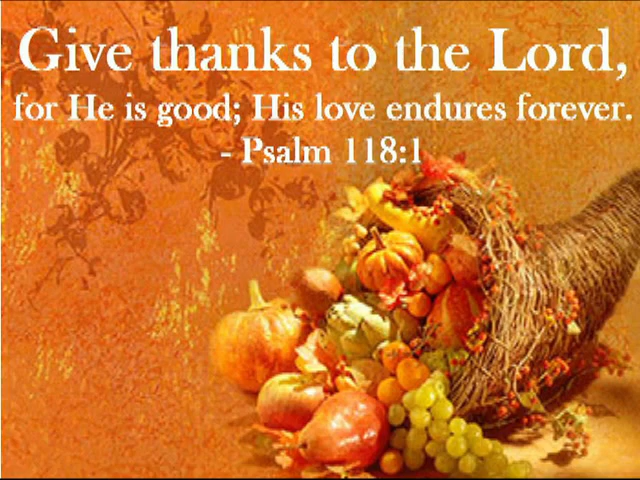 Give thanks to the Lord,
for He is good; His love endures forever.
- Psalm 118:1